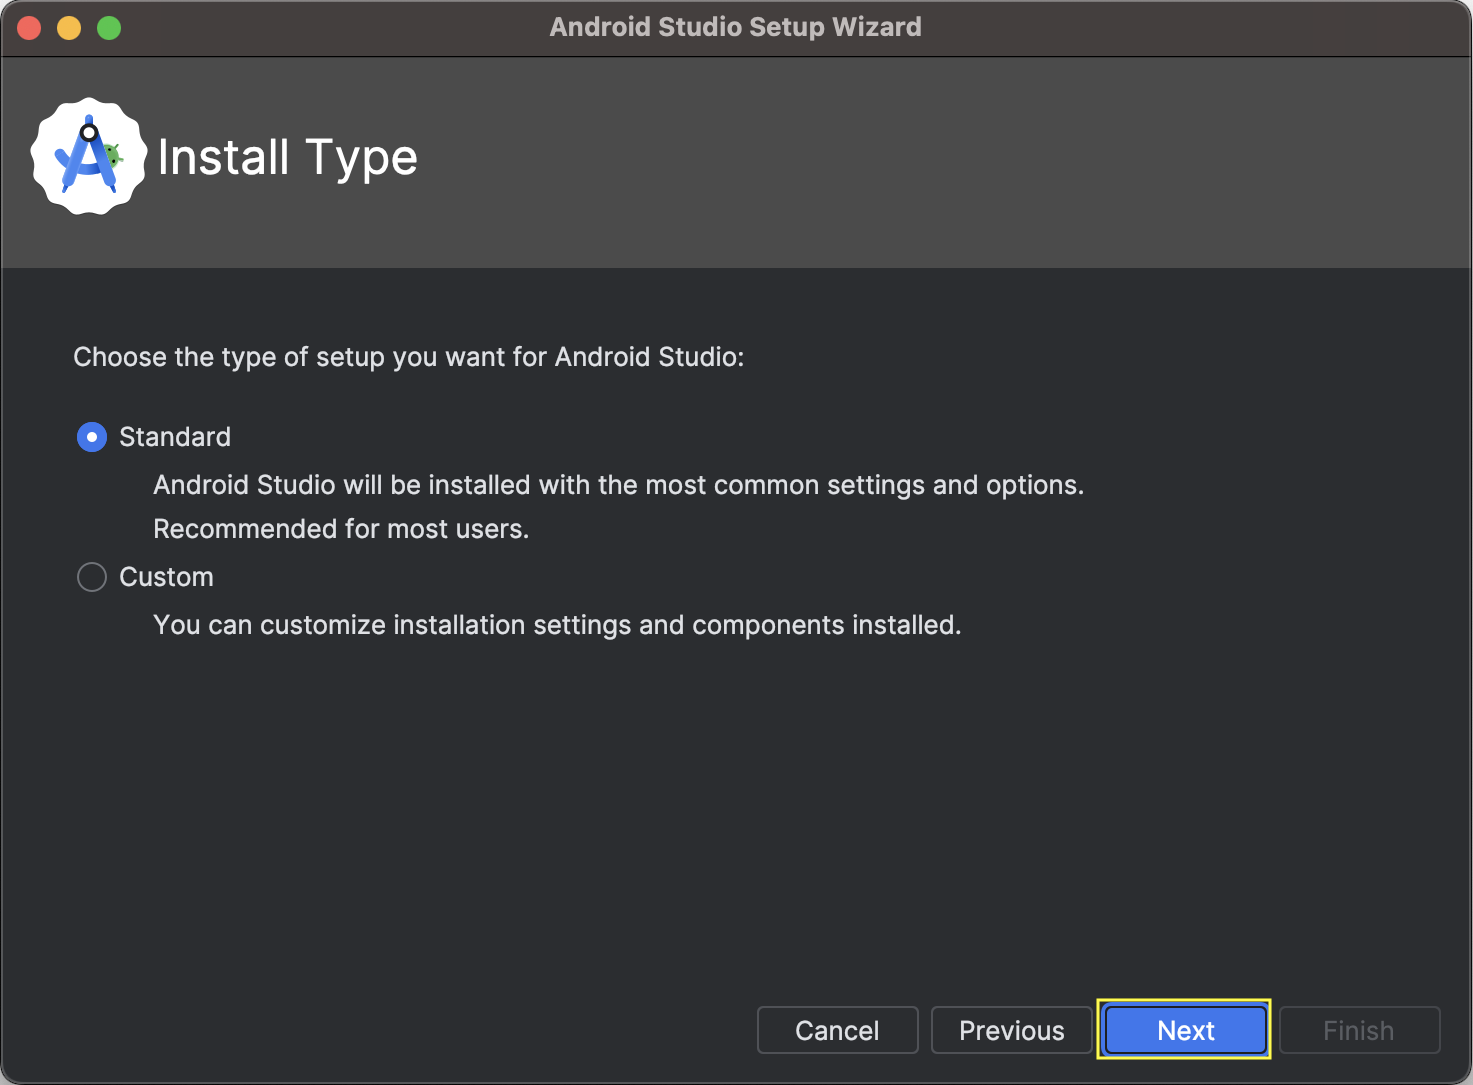 Android Studio Setup Wizard
Install Type
Choose the type of setup you want for Android Studio:
Standard
Android Studio will be installed with the most common settings and options.
Recommended for most users.
Custom
You can customize installation settings and components installed.
Cancel Previous Next Finish